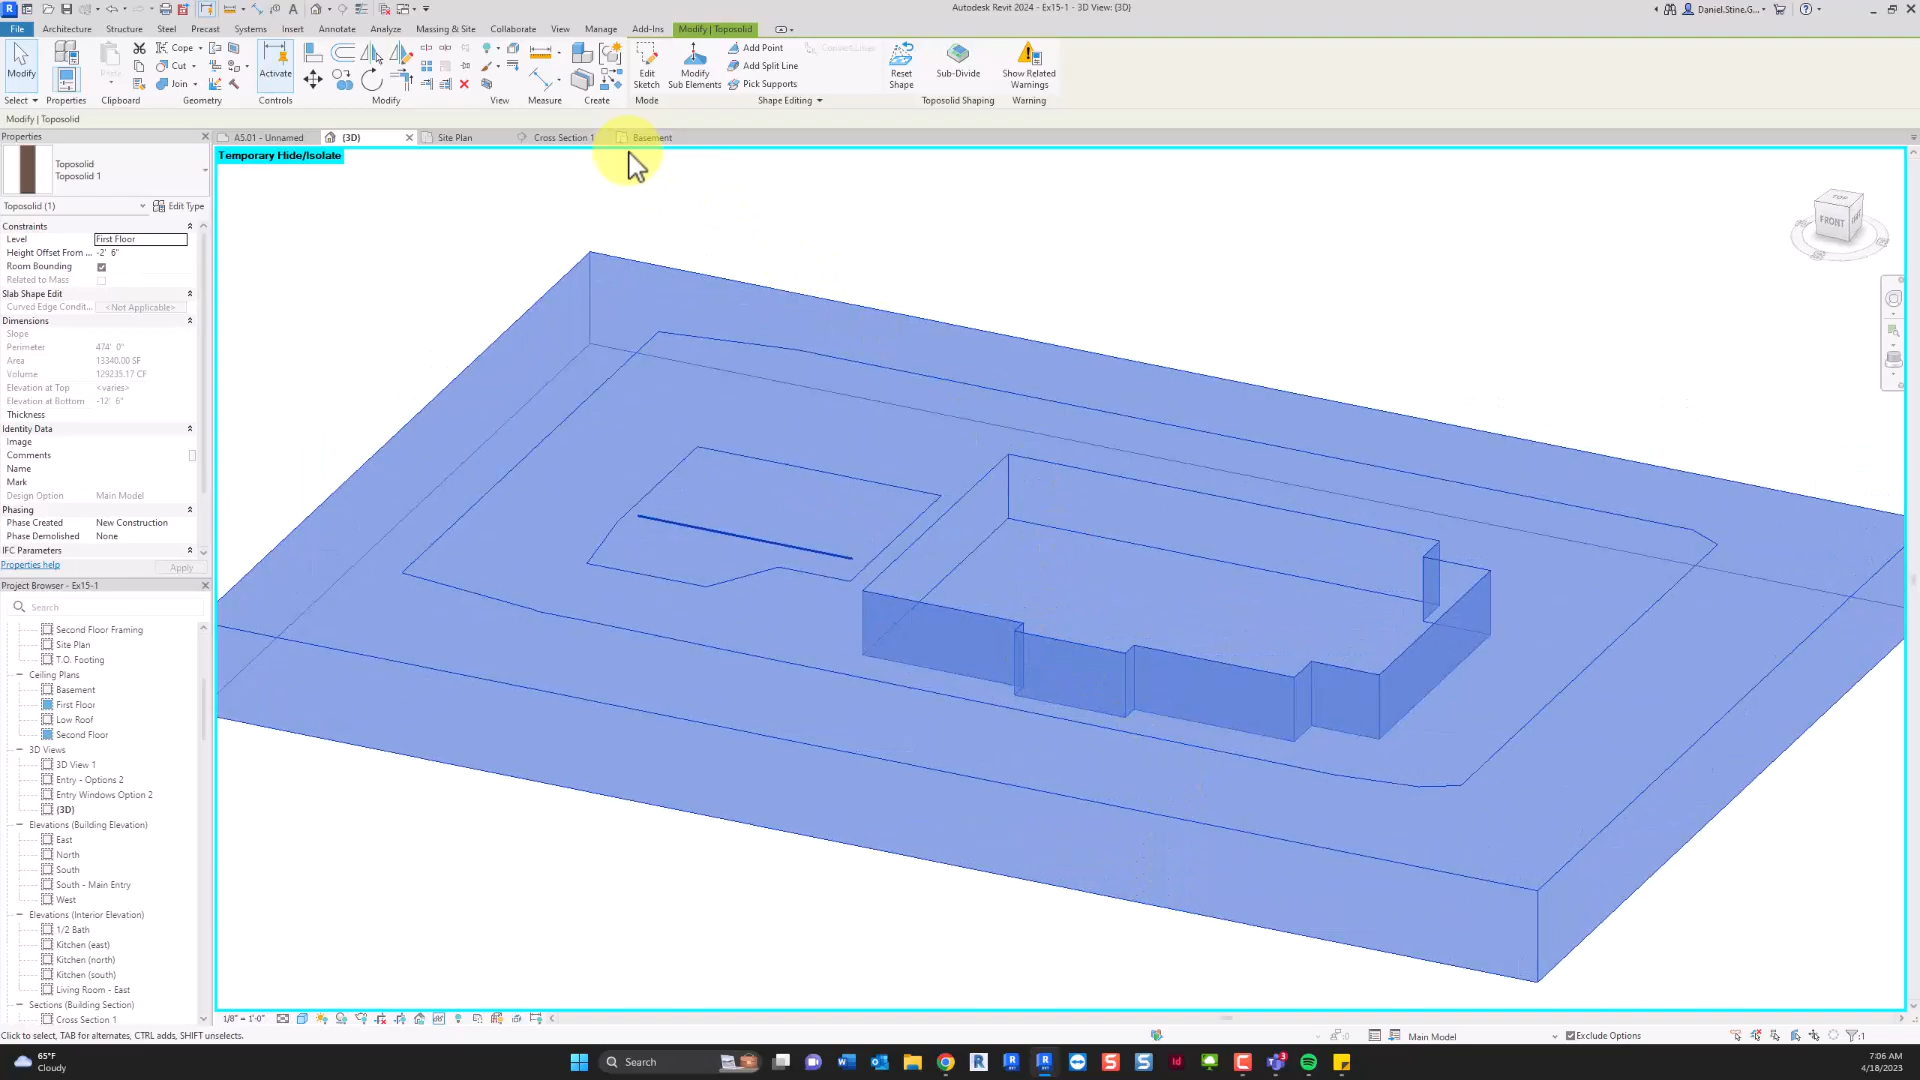 Autodesk Revit 2024 - Ex15-1 - 3D View: {3D}
Daniel.Stine.G...
File
Architecture
Structure
Steel
Precast
Systems
Insert
Annotate
Analyze
Massing & Site
Collaborate
View
Manage
Add-Ins
Modify | Toposolid
Modify
Properties
Paste
Cope
Cut
Join
Activate
Edit
Sketch
Modify
Sub Elements
Add Point
Add Split Line
Pick Supports
Reset
Shape
Sub-Divide
Show Related
Warnings
Select
Properties
Clipboard
Geometry
Controls
Modify
View
Measure
Create
Mode
Shape Editing
Toposolid Shaping
Warning
Modify | Toposolid
Properties
A5.01 - Unnamed
{3D}
Site Plan
Cross Section 1
Basement
Temporary Hide/Isolate
Toposolid
Toposolid 1
Toposolid (1)
Edit Type
Constraints
Level
First Floor
Height Offset From ...
-2' 6"
Room Bounding
Related to Mass
Slab Shape Edit
Curved Edge Condit...
<Not Applicable>
Dimensions
Slope
Perimeter
474' 0"
Area
13340.00 SF
Volume
129235.17 CF
Elevation at Top
<varies>
Elevation at Bottom
-12' 6"
Thickness
Identity Data
Image
Comments
Name
Mark
Design Option
Main Model
Phasing
Phase Created
New Construction
Phase Demolished
None
IFC Parameters
Properties help
Apply
Project Browser - Ex15-1
Search
Second Floor Framing
Site Plan
T.O. Footing
Ceiling Plans
Basement
First Floor
Low Roof
Second Floor
3D Views
3D View 1
Entry - Options 2
Entry Windows Option 2
{3D}
Elevations (Building Elevation)
East
North
South
South - Main Entry
West
Elevations (Interior Elevation)
1/2 Bath
Kitchen (east)
Kitchen (north)
Kitchen (south)
Living Room - East
Sections (Building Section)
Cross Section 1
TOP
FRONT
1/8" = 1'-0"
Click to select, TAB for alternates, CTRL adds, SHIFT unselects.
:0
Main Model
Exclude Options
:1
65°F
Cloudy
Search
7:06 AM
4/18/2023